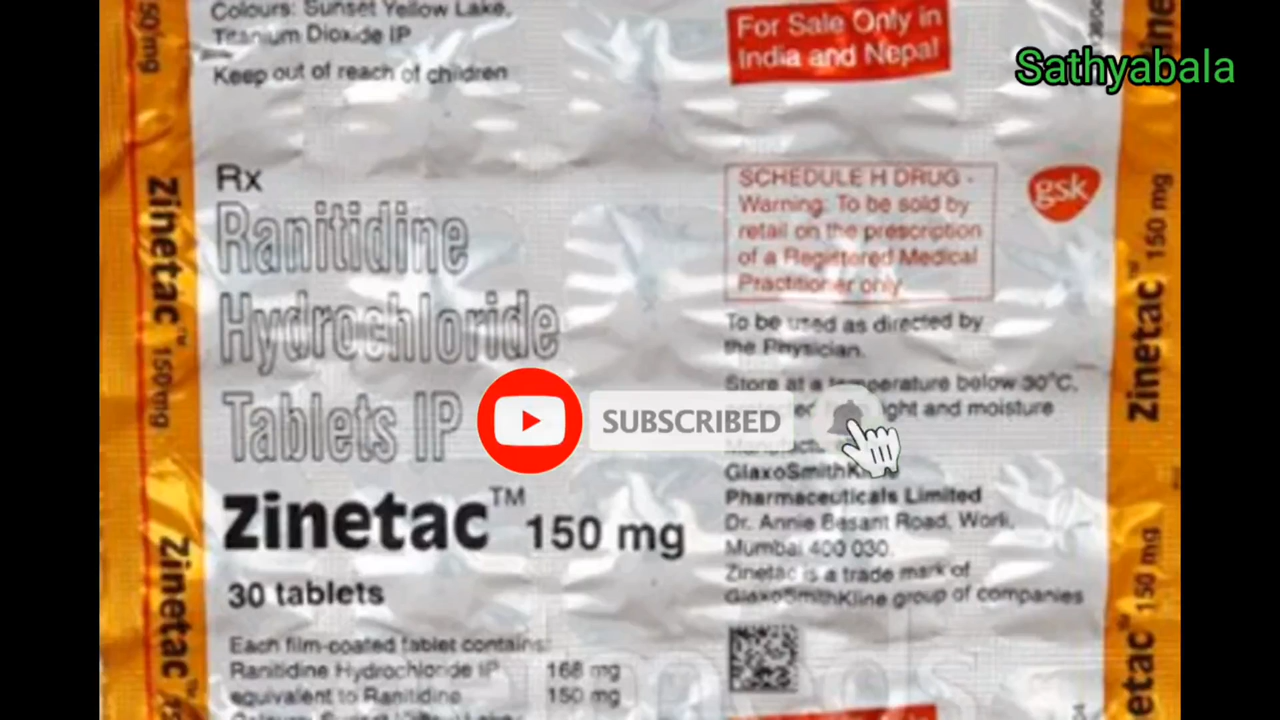 Colours: Sunset Yellow Lake,
Titanium Dioxide IP
Keep out of reach of children
For Sale Only in
India and Nepal
Sathyabala
Rx
Ranitidine
Hydrochloride
Tablets IP
Zinetac™ 150 mg
30 tablets
Each film-coated tablet contains:
Ranitidine Hydrochloride IP 168 mg
equivalent to Ranitidine 150 mg
SCHEDULE H DRUG -
Warning: To be sold by
retail on the prescription
of a Registered Medical
Practitioner only.
gsk
To be used as directed by
the Physician.
Store at a temperature below 30°C,
light and moisture
SUBSCRIBED
GlaxoSmithKline
Pharmaceuticals Limited
Dr. Annie Besant Road, Worli,
Mumbai 400 030.
Zinetac is a trade mark of
GlaxoSmithKline group of companies
50 mg
Zinetac™ 150 mg
Zinetac™
Zinetac™ 150 mg
150 mg